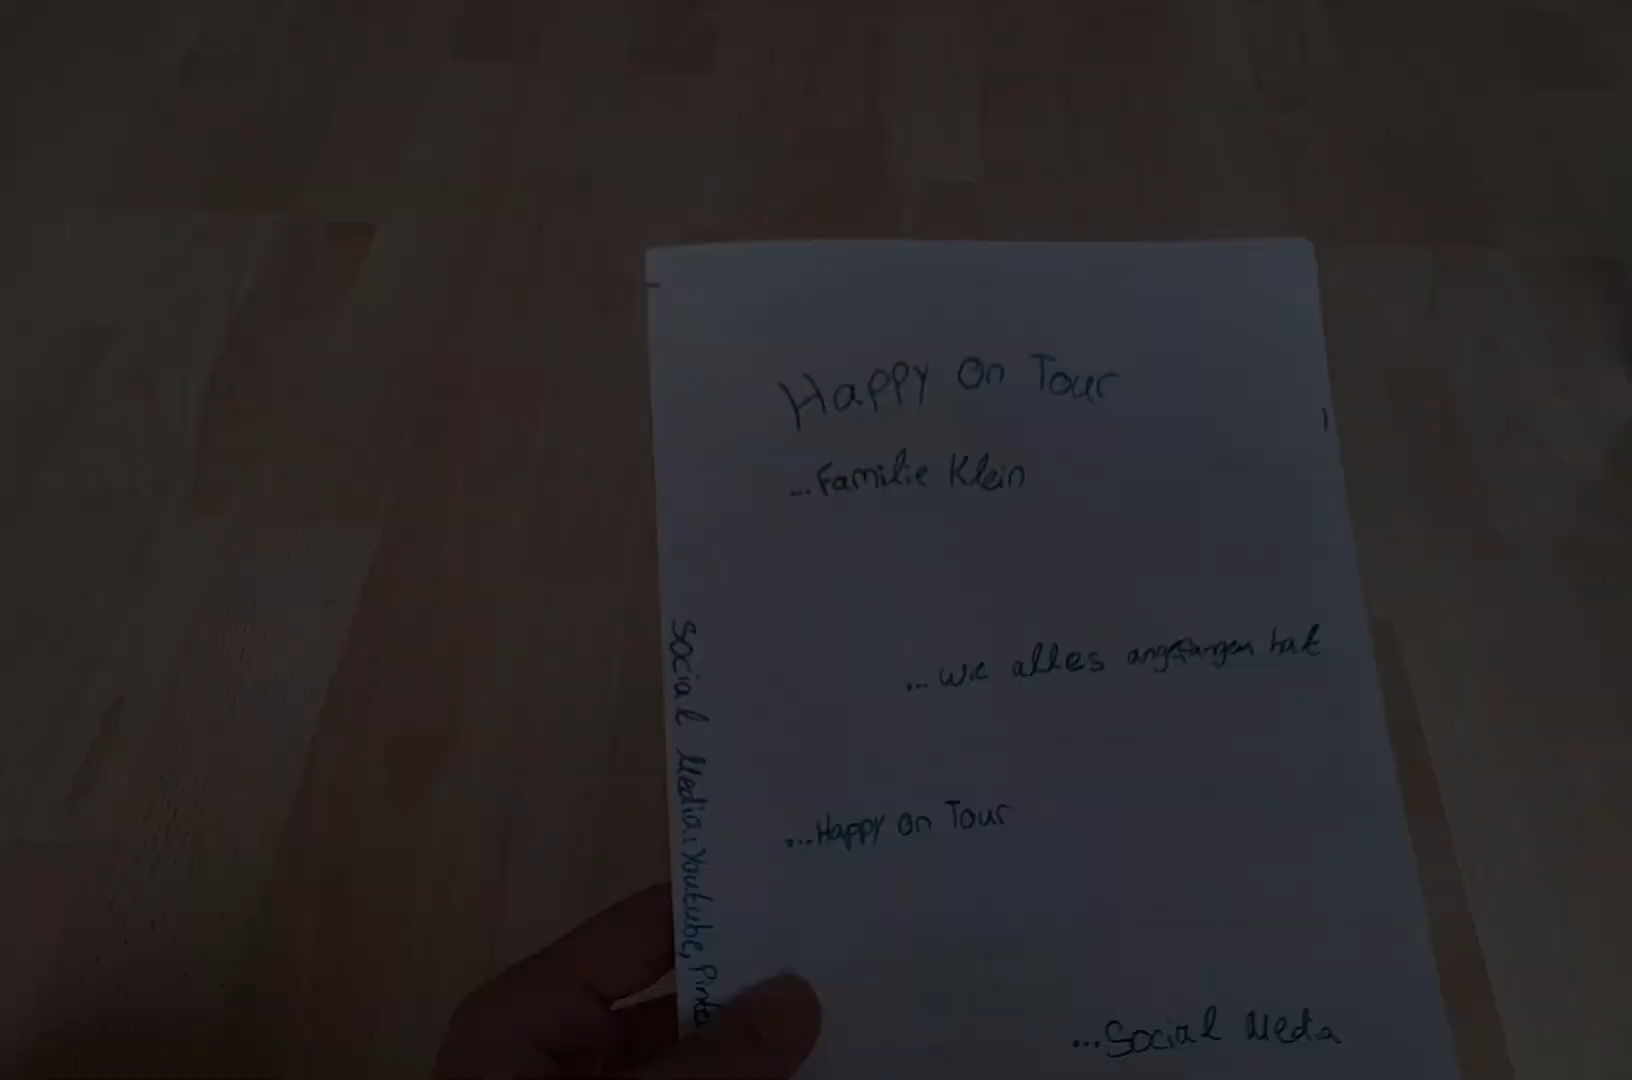 Happy On Tour
...Familie Klein
...wie alles angefangen hat
...Happy on Tour
...Social Media
Social Media: Youtube,